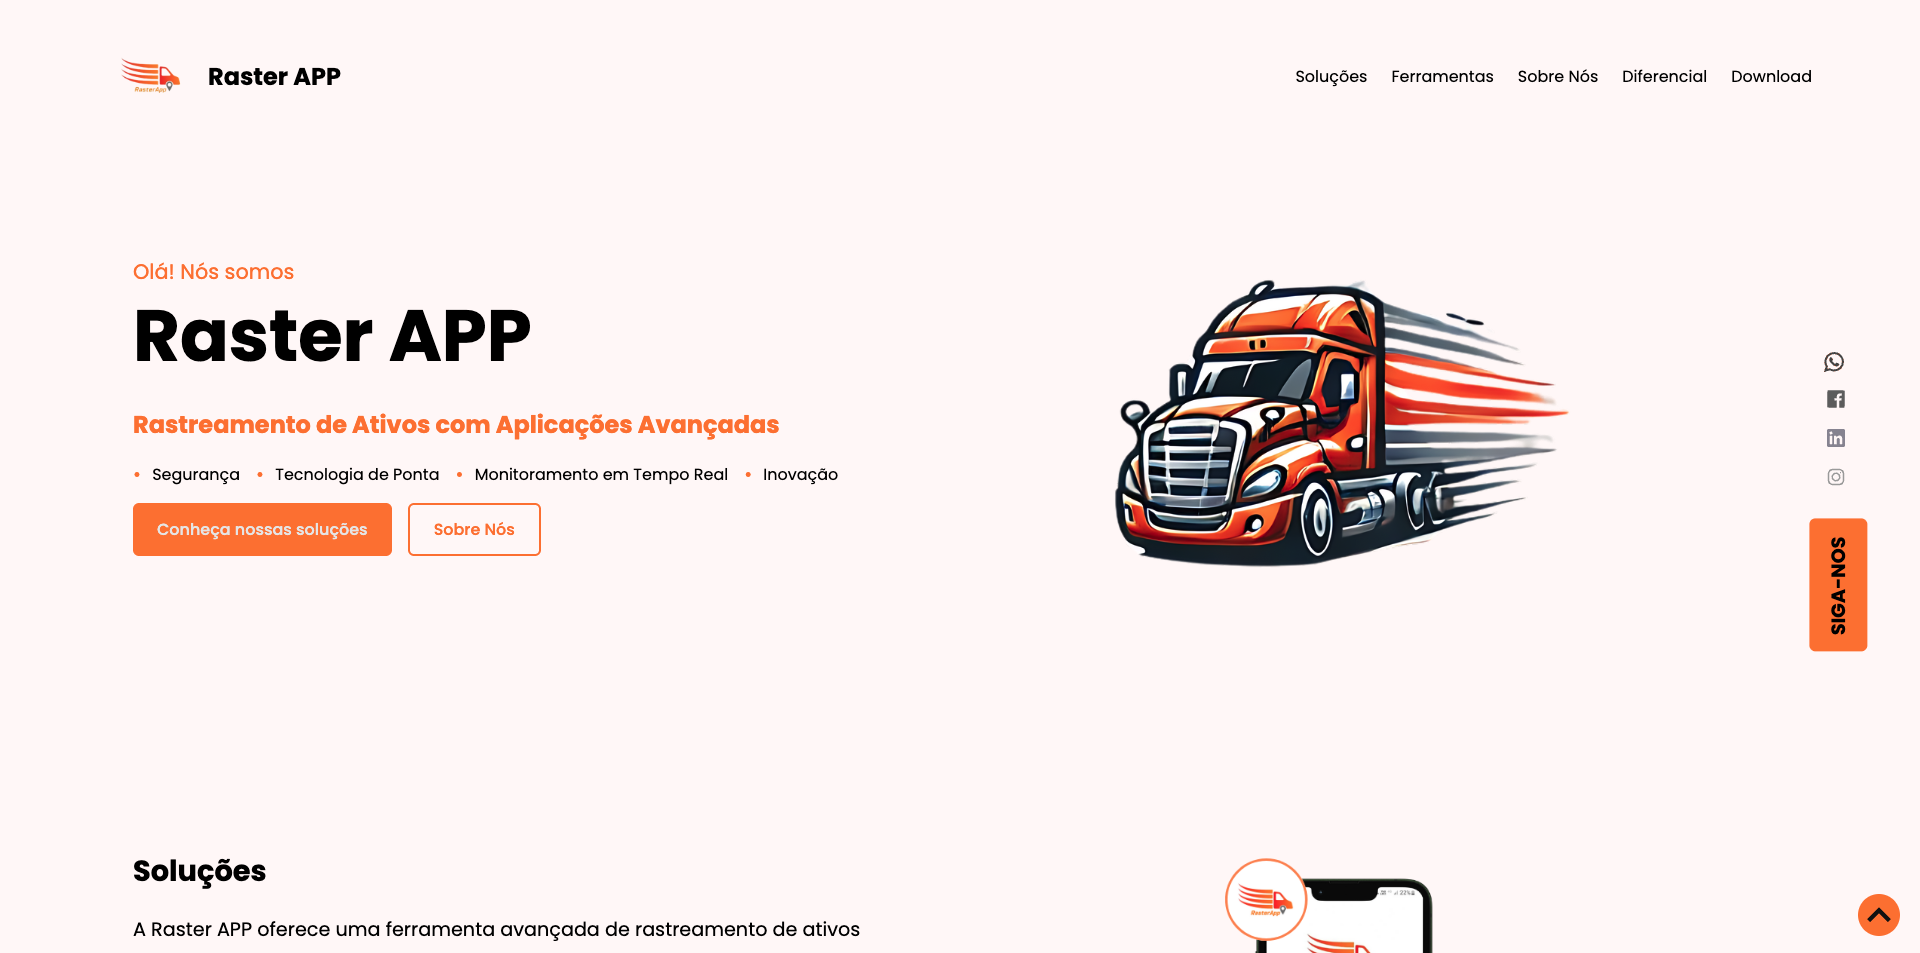 RasterApp
Raster APP
Soluções
Ferramentas
Sobre Nós
Diferencial
Download
Olá! Nós somos
Raster APP
Rastreamento de Ativos com Aplicações Avançadas
• Segurança • Tecnologia de Ponta • Monitoramento em Tempo Real • Inovação
Conheça nossas soluções
Sobre Nós
SIGA-NOS
Soluções
A Raster APP oferece uma ferramenta avançada de rastreamento de ativos
RasterApp
22%